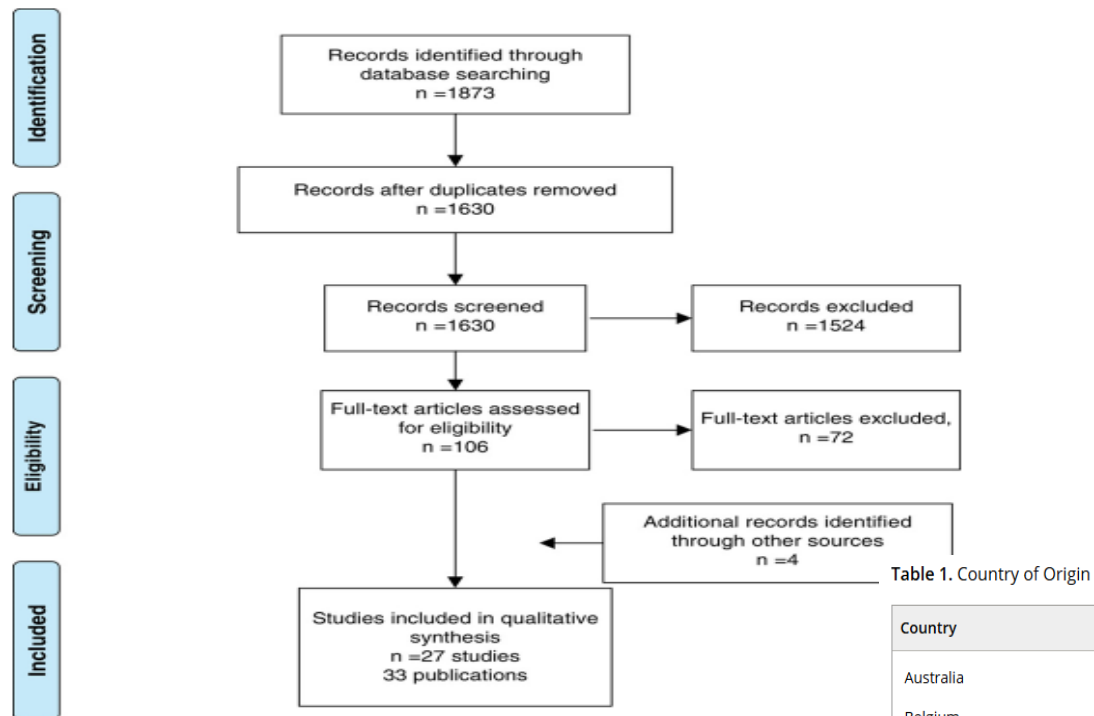 Identification
Records identified through
database searching
n =1873
Records after duplicates removed
n =1630
Screening
Records screened
n =1630
Records excluded
n =1524
Eligibility
Full-text articles assessed
for eligibility
n =106
Full-text articles excluded,
n =72
Additional records identified
through other sources
n =4
Included
Studies included in qualitative
synthesis
n =27 studies
33 publications
Table 1. Country of Origin
Country
Australia
Belgium